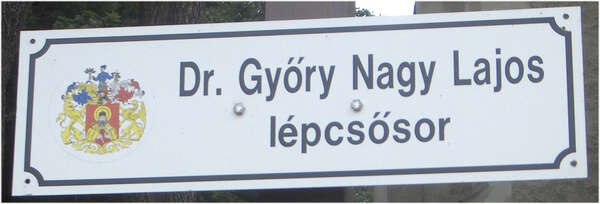 Dr. Győry Nagy Lajos
lépcsősor